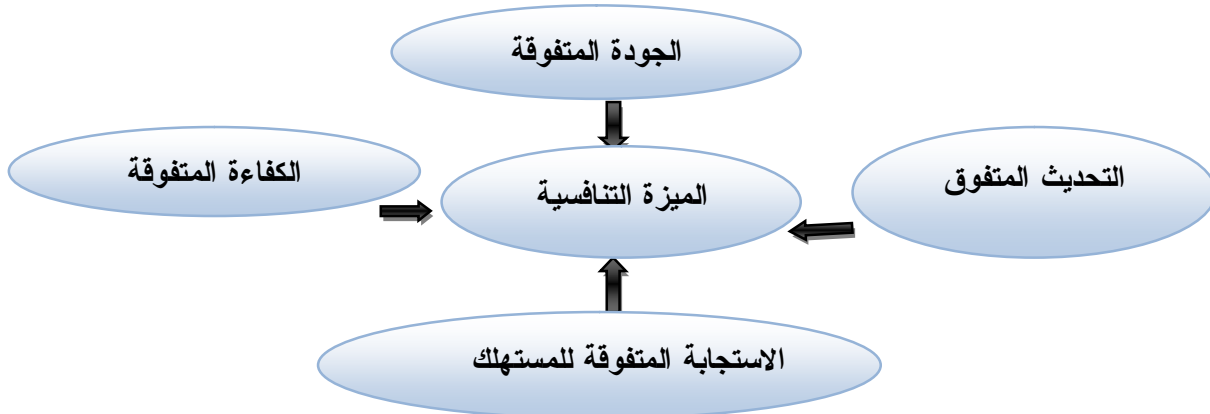 الجودة المتفوقة
الكفاءة المتفوقة
الميزة التنافسية
التحديث المتفوق
الاستجابة المتفوقة للمستهلك